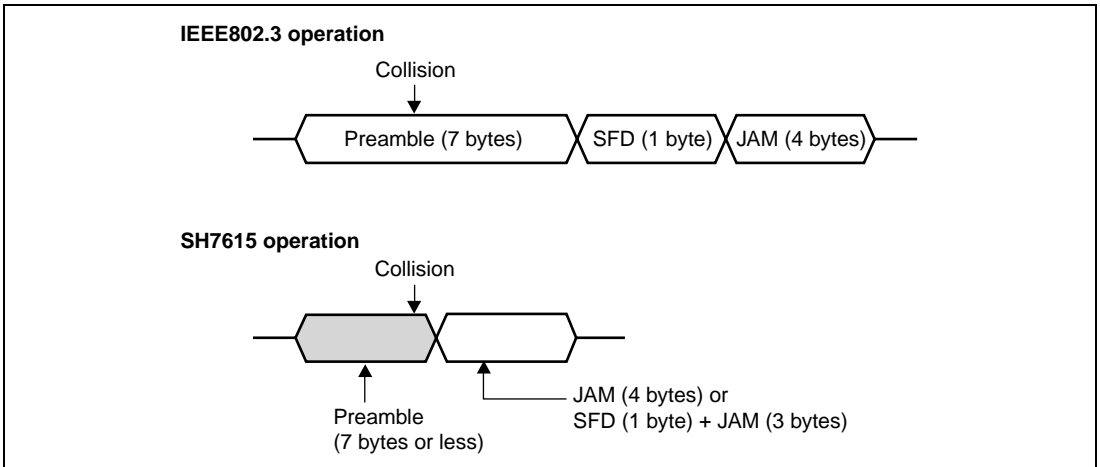 IEEE802.3 operation
Collision
Preamble (7 bytes)
SFD (1 byte)
JAM (4 bytes)
SH7615 operation
Collision
Preamble
(7 bytes or less)
JAM (4 bytes) or
SFD (1 byte) + JAM (3 bytes)